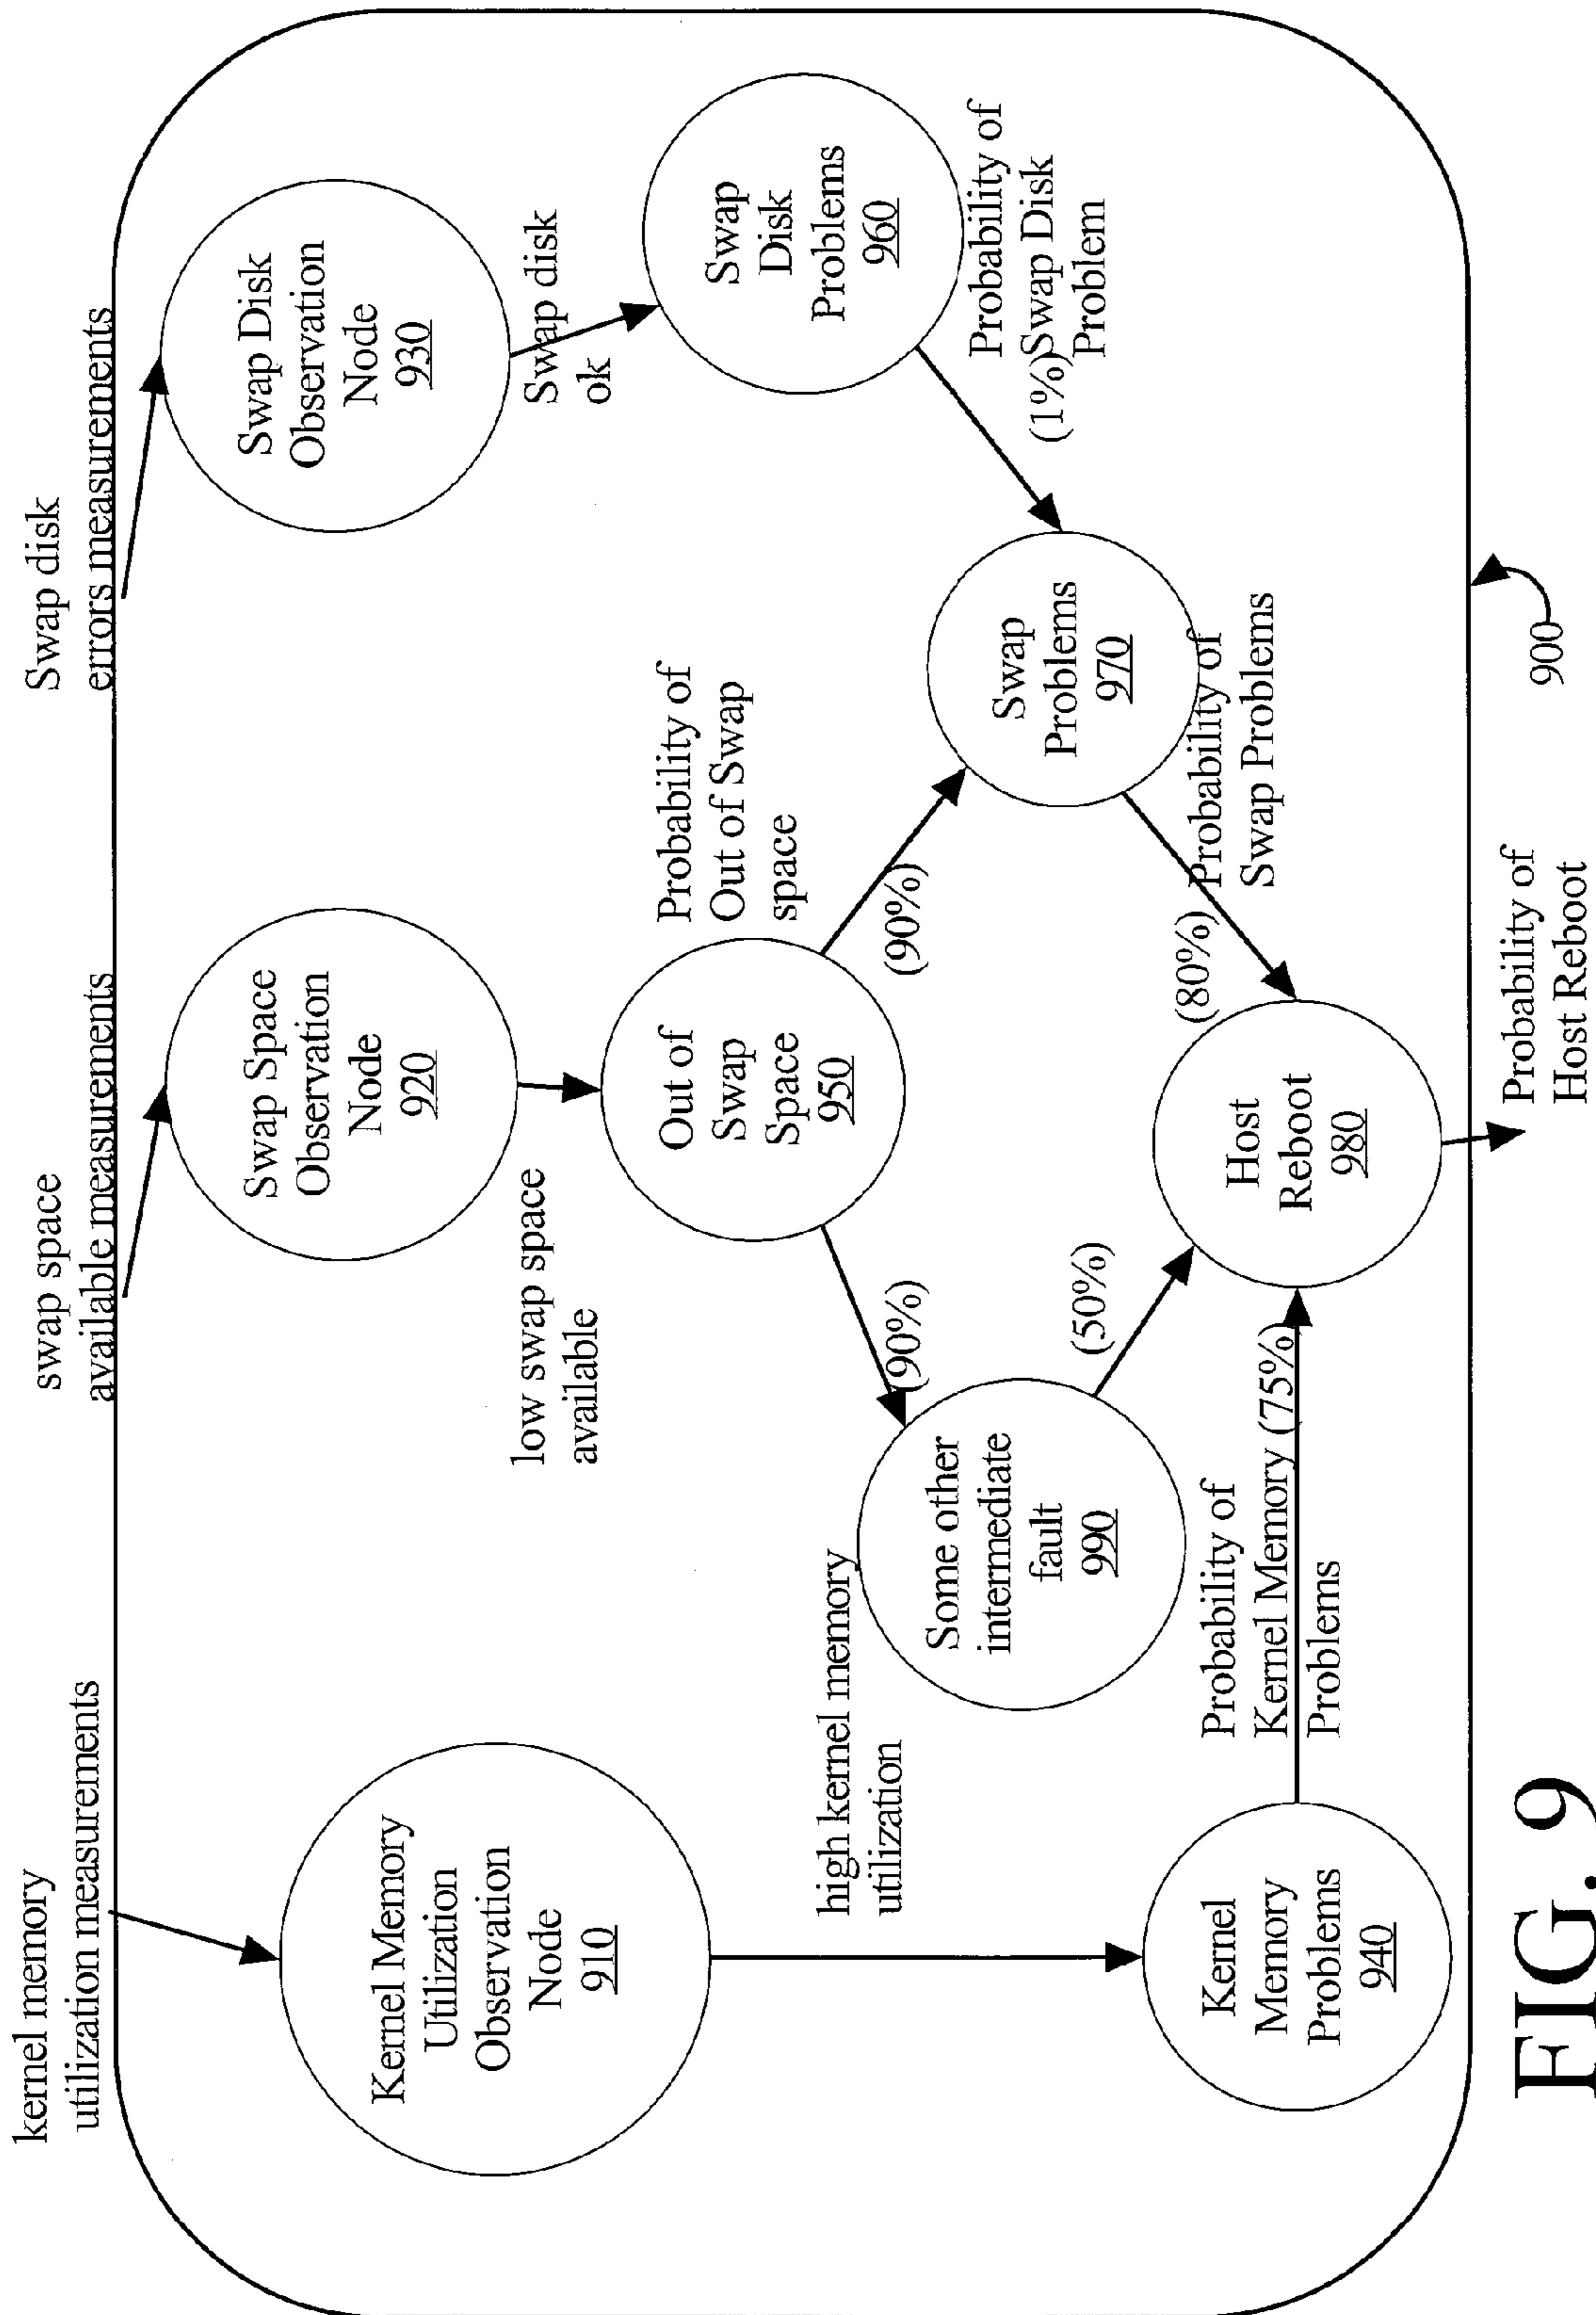 kernel memory
utilization measurements
swap space
available measurements
Swap disk
errors measurements
Kernel Memory
Utilization
Observation
Node
910
Swap Space
Observation
Node
920
Swap Disk
Observation
Node
930
low swap space
available
Swap disk
ok
Out of
Swap
Space
950
Probability of
Out of Swap
space
Swap
Disk
Problems
960
high kernel memory
utilization
(90%)
(90%)
Some other
intermediate
fault
990
Swap
Problems
970
Probability of
(1%) Swap Disk
Problem
(50%)
(80%)
Probability of
Swap Problems
Kernel
Memory
Problems
940
Probability of
Kernel Memory (75%)
Problems
Host
Reboot
980
Probability of
Host Reboot
900
FIG. 9